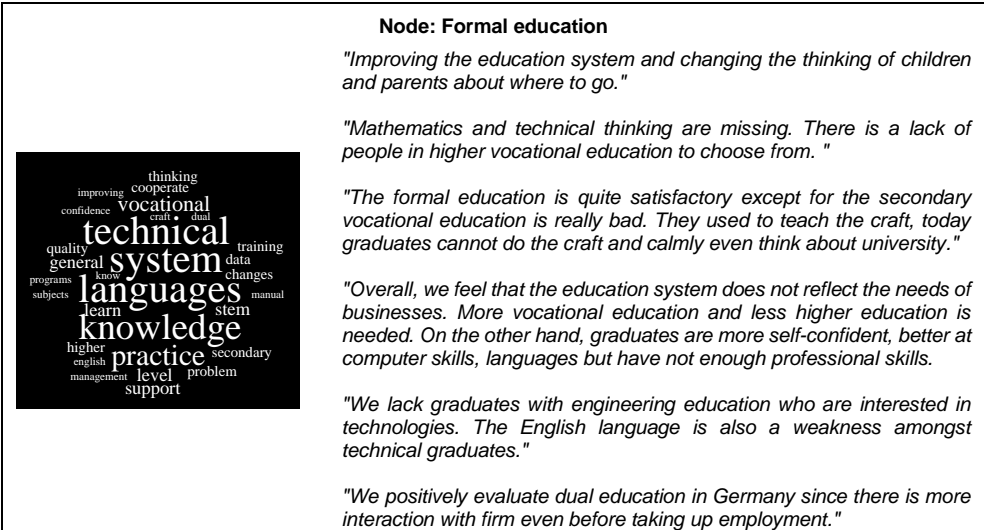 Node: Formal education
"Improving the education system and changing the thinking of children
and parents about where to go."
"Mathematics and technical thinking are missing. There is a lack of
people in higher vocational education to choose from. "
"The formal education is quite satisfactory except for the secondary
vocational education is really bad. They used to teach the craft, today
graduates cannot do the craft and calmly even think about university."
"Overall, we feel that the education system does not reflect the needs of
businesses. More vocational education and less higher education is
needed. On the other hand, graduates are more self-confident, better at
computer skills, languages but have not enough professional skills.
"We lack graduates with engineering education who are interested in
technologies. The English language is also a weakness amongst
technical graduates."
"We positively evaluate dual education in Germany since there is more
interaction with firm even before taking up employment."
thinking
improving cooperate
confidence vocational
craft dual
technical
quality training
general system data
programs know changes
subjects languages manual
learn stem
knowledge
higher practice secondary
english
management level problem
support